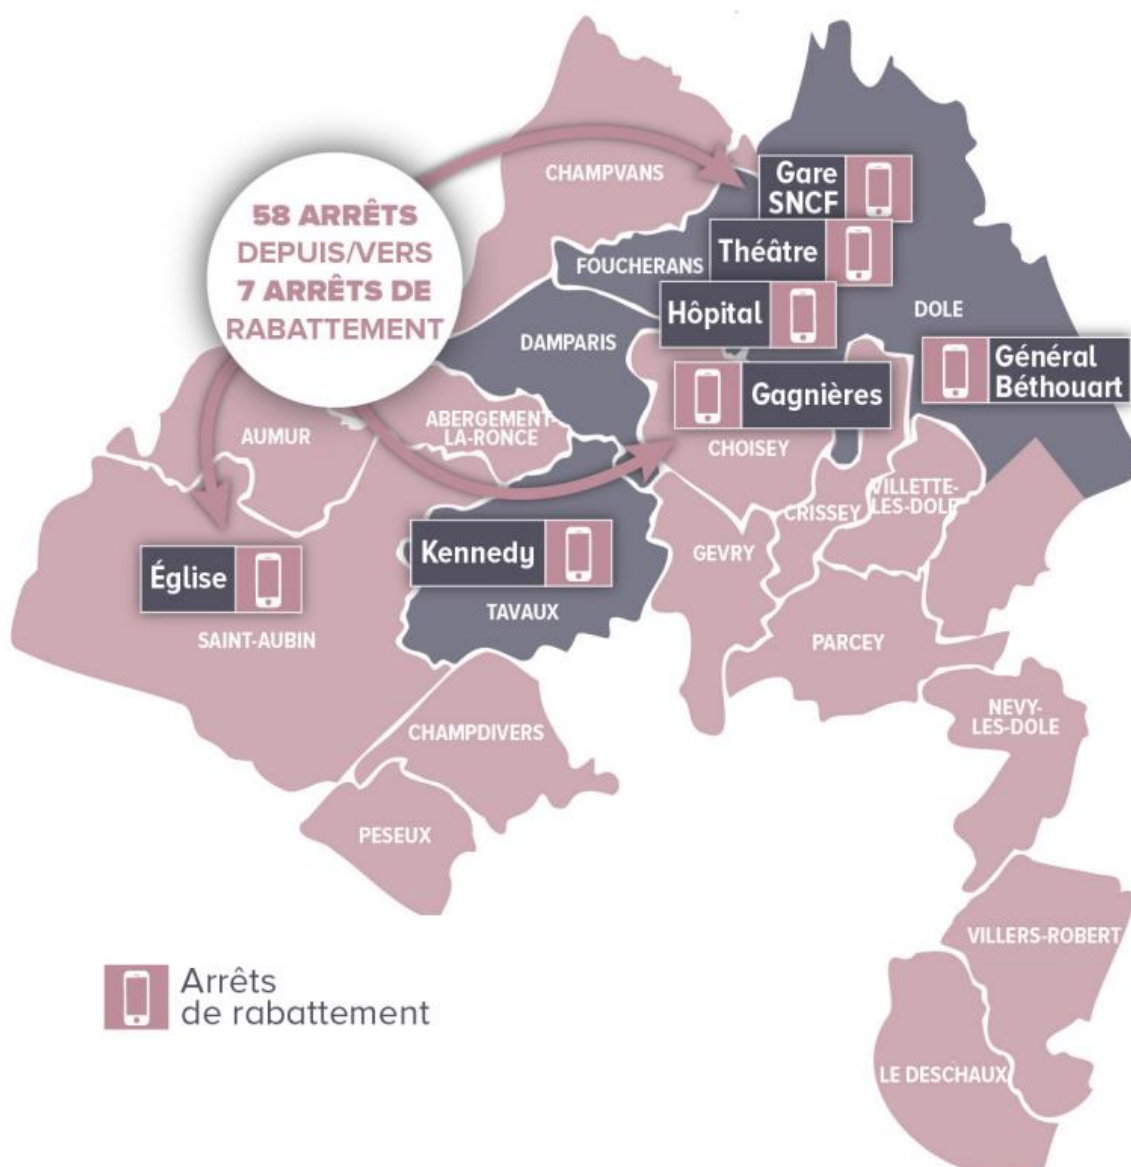 CHAMPVANS
Gare
SNCF
58 ARRÊTS
DEPUIS/VERS
7 ARRÊTS DE
RABATTEMENT
Théâtre
FOUCHERANS
Hôpital
DOLE
DAMPARIS
Général
Béthouart
Gagnières
ABERGEMENT-
LA-RONCE
AUMUR
CHOISEY
VILLETTE-
LES-DOLE
CRISSEY
Kennedy
GEVRY
Église
TAVAUX
SAINT-AUBIN
PARCEY
NEVY-
LES-DOLE
CHAMPDIVERS
PESEUX
VILLERS-ROBERT
Arrêts
de rabattement
LE DESCHAUX